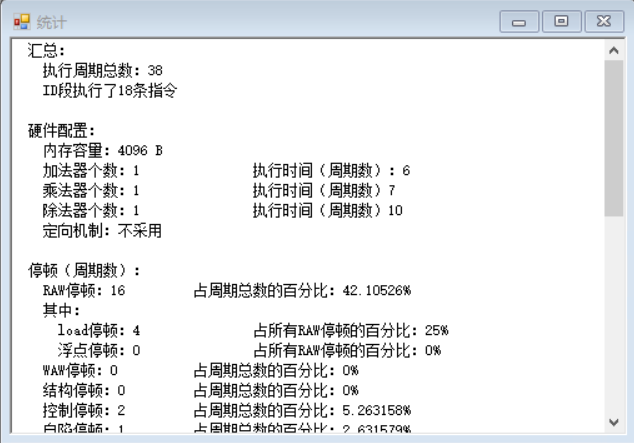 统计
汇总:
执行周期总数: 38
ID段执行了18条指令
硬件配置:
内存容量: 4096 B
加法器个数: 1 执行时间（周期数）: 6
乘法器个数: 1 执行时间（周期数）7
除法器个数: 1 执行时间（周期数）10
定向机制: 不采用
停顿（周期数）:
RAW停顿: 16 占周期总数的百分比: 42.10526%
其中:
load停顿: 4 占所有RAW停顿的百分比: 25%
浮点停顿: 0 占所有RAW停顿的百分比: 0%
WAW停顿: 0 占周期总数的百分比: 0%
结构停顿: 0 占周期总数的百分比: 0%
控制停顿: 2 占周期总数的百分比: 5.263158%
自陷停顿: 1 占周期总数的百分比: 2.631579%